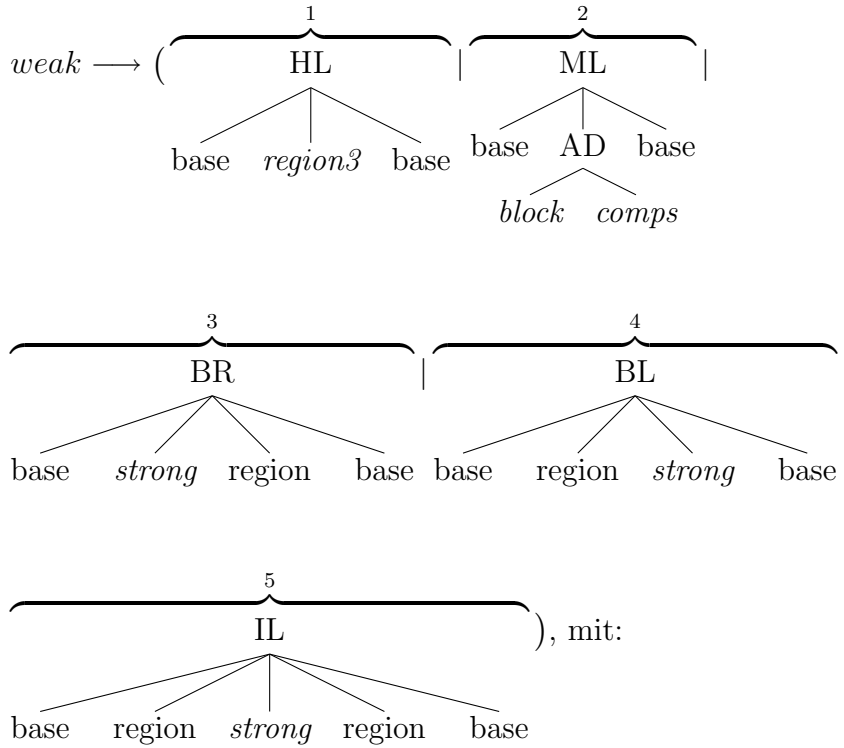 1 2
weak ⟶ ( HL | ML |
base region3 base base AD base
block comps
3 4
BR | BL
base strong region base base region strong base
5
IL ), mit:
base region strong region base